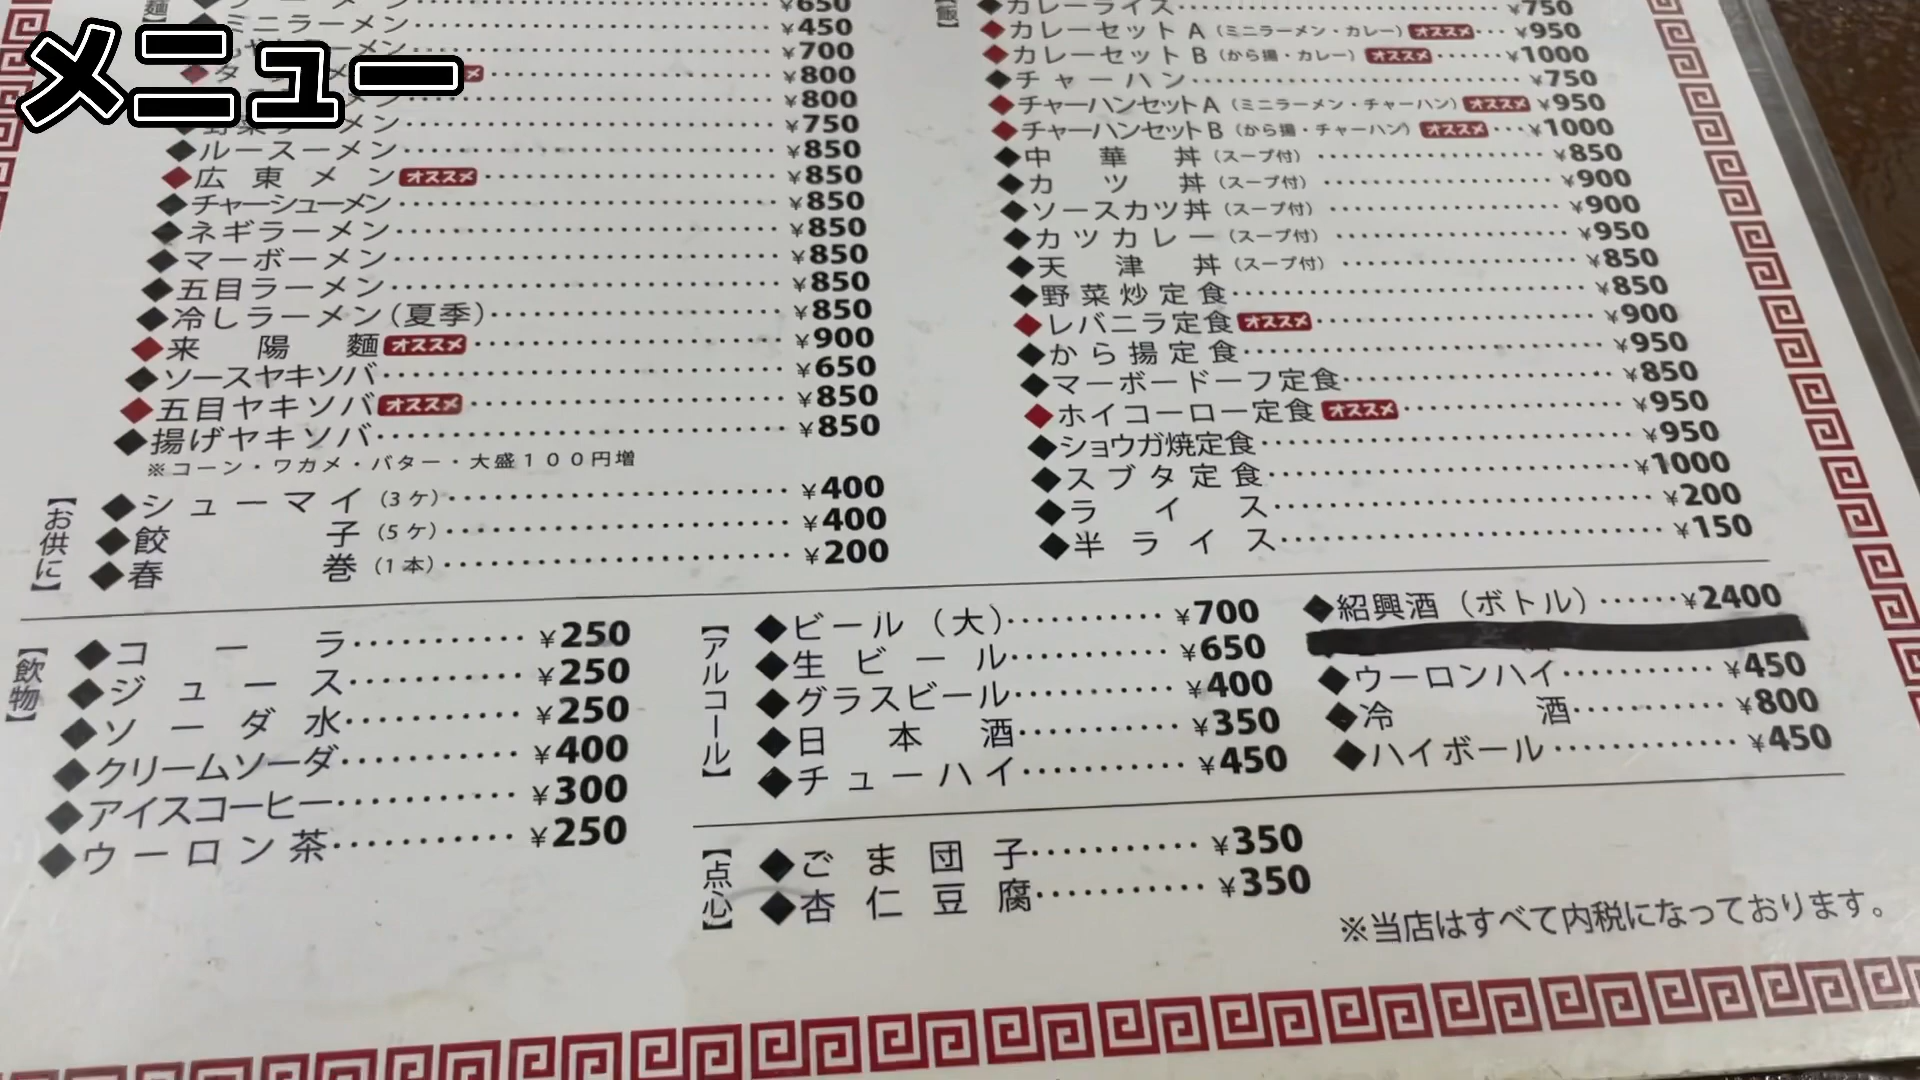 メニュー
【麺】
¥650
ミニラーメン ¥450
¥700
¥800
¥800
¥750
◆ルースーメン ¥850
◆広東メン オススメ ¥850
◆チャーシューメン ¥850
◆ネギラーメン ¥850
◆マーボーメン ¥850
◆五目ラーメン ¥850
◆冷しラーメン(夏季) ¥850
◆来陽麺 オススメ ¥900
◆ソースヤキソバ ¥650
◆五目ヤキソバ オススメ ¥850
◆揚げヤキソバ ¥850
※コーン・ワカメ・バター・大盛100円増
【お供に】
◆シューマイ(3ケ) ¥400
◆餃子(5ケ) ¥400
◆春巻(1本) ¥200
◆カレーライス ¥750
◆カレーセットA(ミニラーメン・カレー) オススメ ¥950
◆カレーセットB(から揚・カレー) オススメ ¥1000
◆チャーハン ¥750
◆チャーハンセットA(ミニラーメン・チャーハン) オススメ ¥950
◆チャーハンセットB(から揚・チャーハン) オススメ ¥1000
◆中華丼(スープ付) ¥850
◆カツ丼(スープ付) ¥900
◆ソースカツ丼(スープ付) ¥900
◆カツカレー(スープ付) ¥950
◆天津丼(スープ付) ¥850
◆野菜炒定食 ¥850
◆レバニラ定食 オススメ ¥900
◆から揚定食 ¥950
◆マーボードーフ定食 ¥850
◆ホイコーロー定食 オススメ ¥950
◆ショウガ焼定食 ¥950
◆スブタ定食 ¥1000
◆ライス ¥200
◆半ライス ¥150
【飲物】
◆コーラ ¥250
◆ジュース ¥250
◆ソーダ水 ¥250
◆クリームソーダ ¥400
◆アイスコーヒー ¥300
◆ウーロン茶 ¥250
【アルコール】
◆ビール(大) ¥700
◆生ビール ¥650
◆グラスビール ¥400
◆日本酒 ¥350
◆チューハイ ¥450
◆紹興酒(ボトル) ¥2400
◆ウーロンハイ ¥450
◆冷酒 ¥800
◆ハイボール ¥450
【点心】
◆ごま団子 ¥350
◆杏仁豆腐 ¥350
※当店はすべて内税になっております。